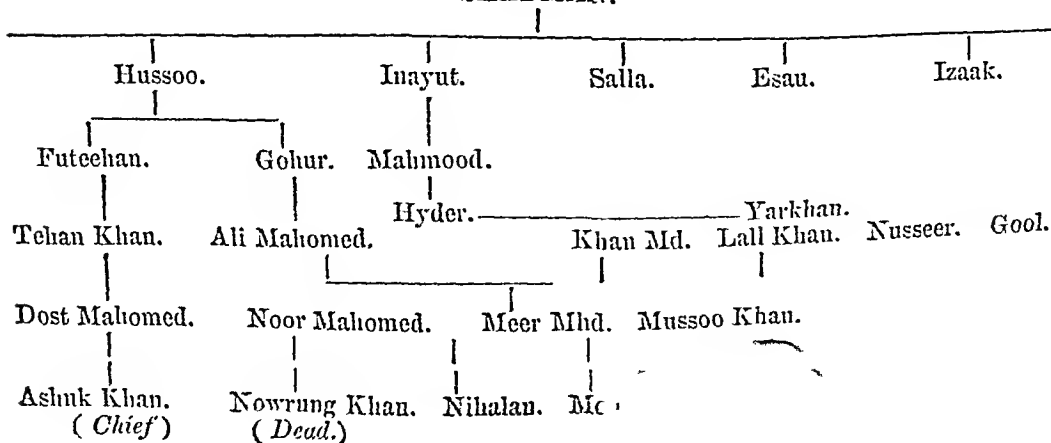 Hussoo. Inayut. Salla. Esau. Izaak.
Futeehan. Gohur. Mahmood.
Hyder. Yarkhan.
Tehan Khan. Ali Mahomed. Khan Md. Lall Khan. Nusseer. Gool.
Dost Mahomed. Noor Mahomed. Meer Mhd. Mussoo Khan.
Ashuk Khan. Nowrung Khan. Nihalan.
(Chief) (Dead.)